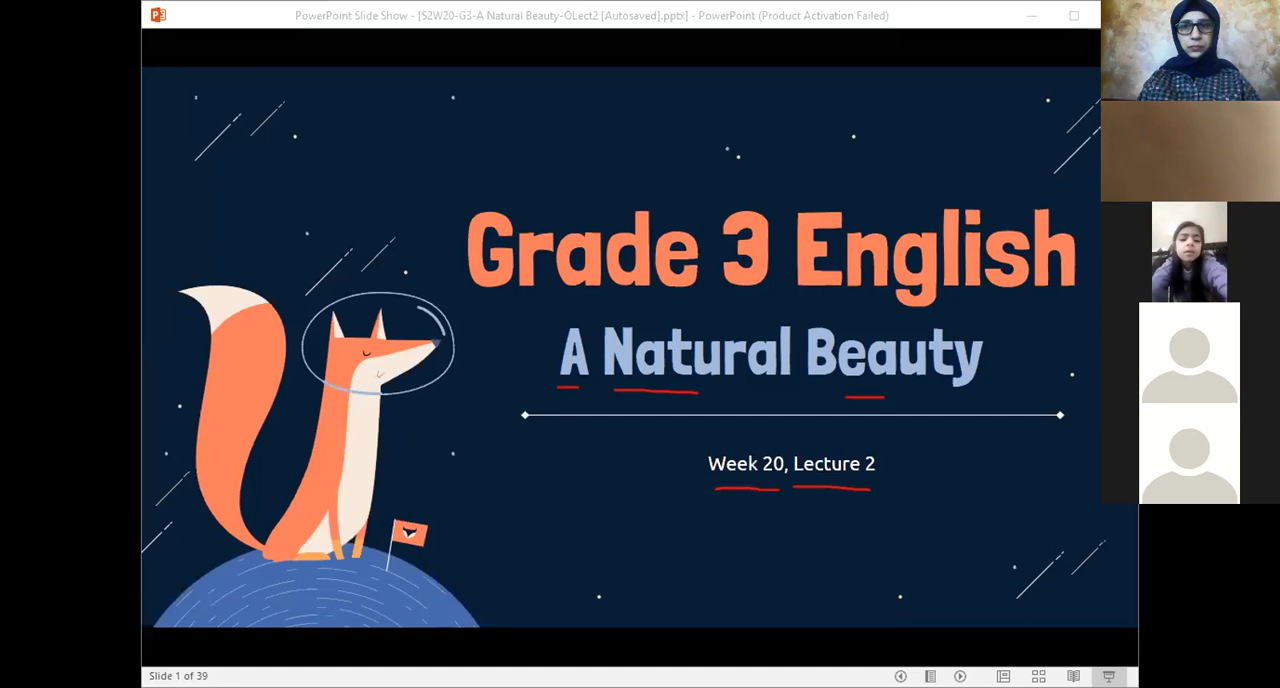 PowerPoint Slide Show - [S2W20-G3-A Natural Beauty-OLect2 [Autosaved].pptx] - PowerPoint (Product Activation Failed)
Grade 3 English
A Natural Beauty
Week 20, Lecture 2
Slide 1 of 39